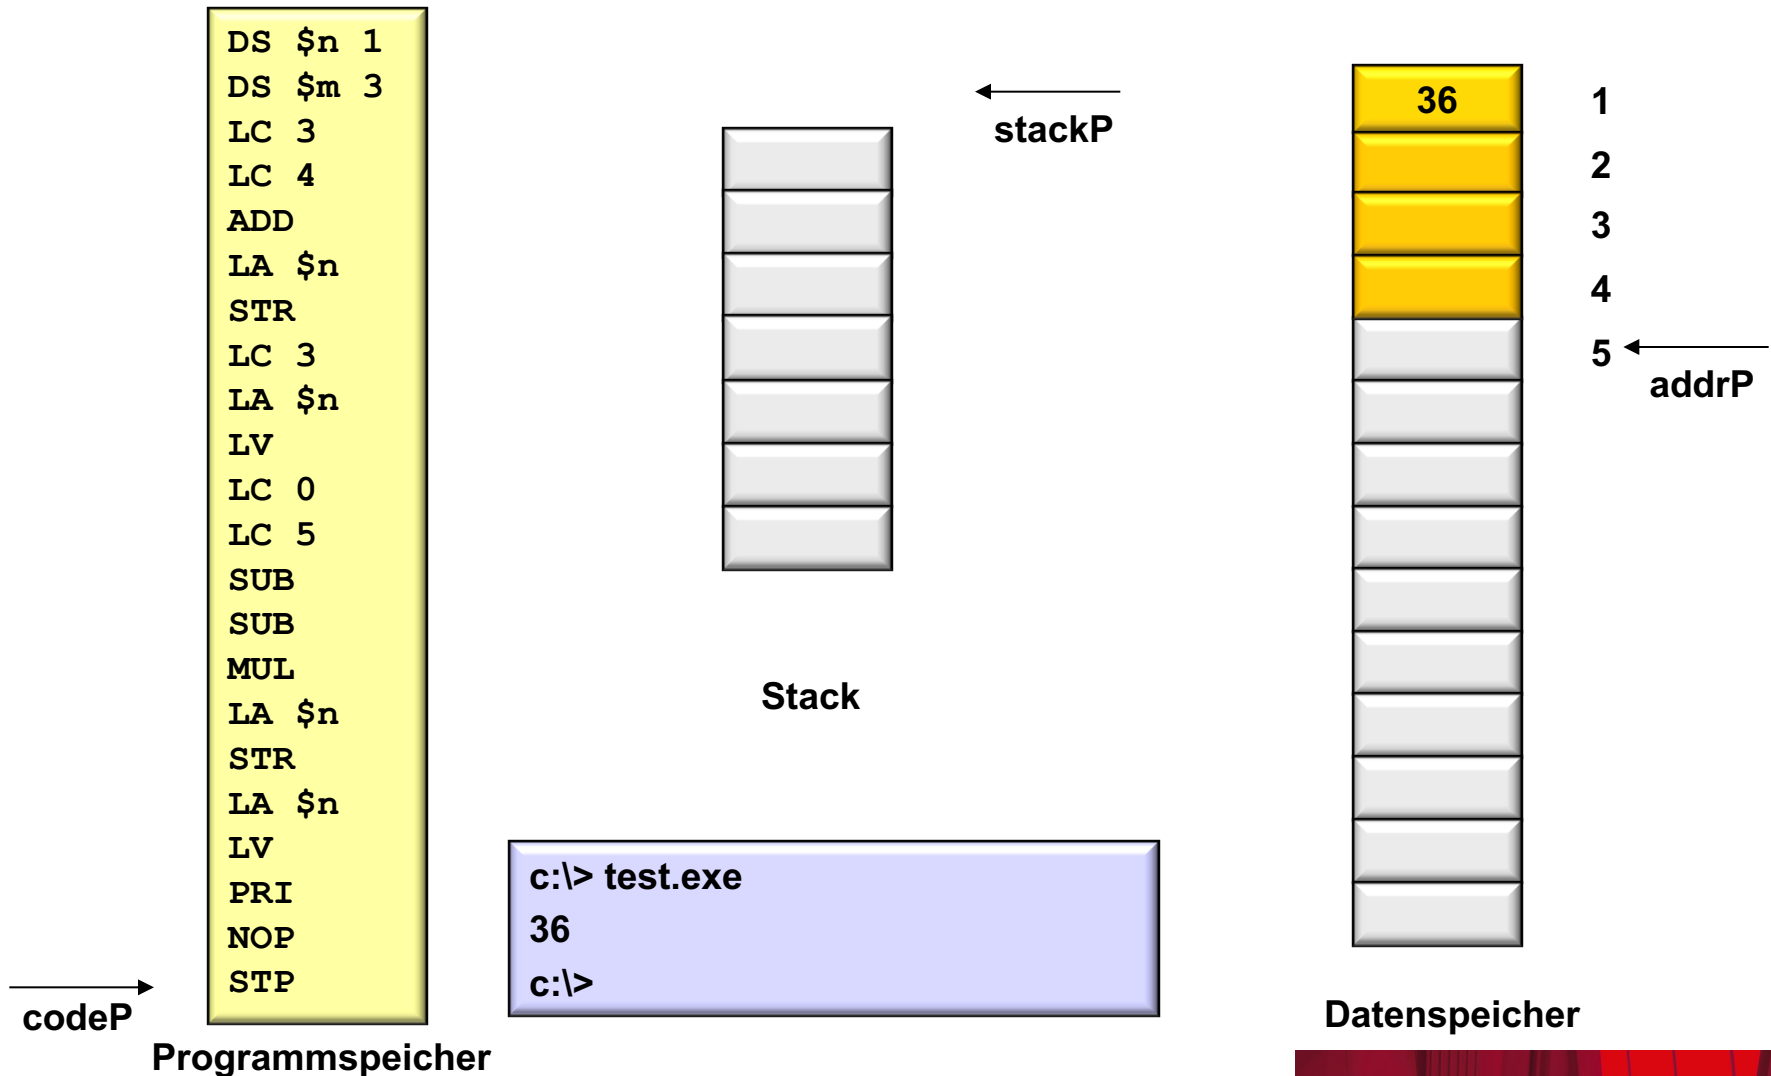 DS $n 1
DS $m 3
LC 3
LC 4
ADD
LA $n
STR
LC 3
LA $n
LV
LC 0
LC 5
SUB
SUB
MUL
LA $n
STR
LA $n
LV
PRI
NOP
STP
codeP
Programmspeicher
stackP
Stack
c:\> test.exe
36
c:\>
36
1
2
3
4
5
addrP
Datenspeicher